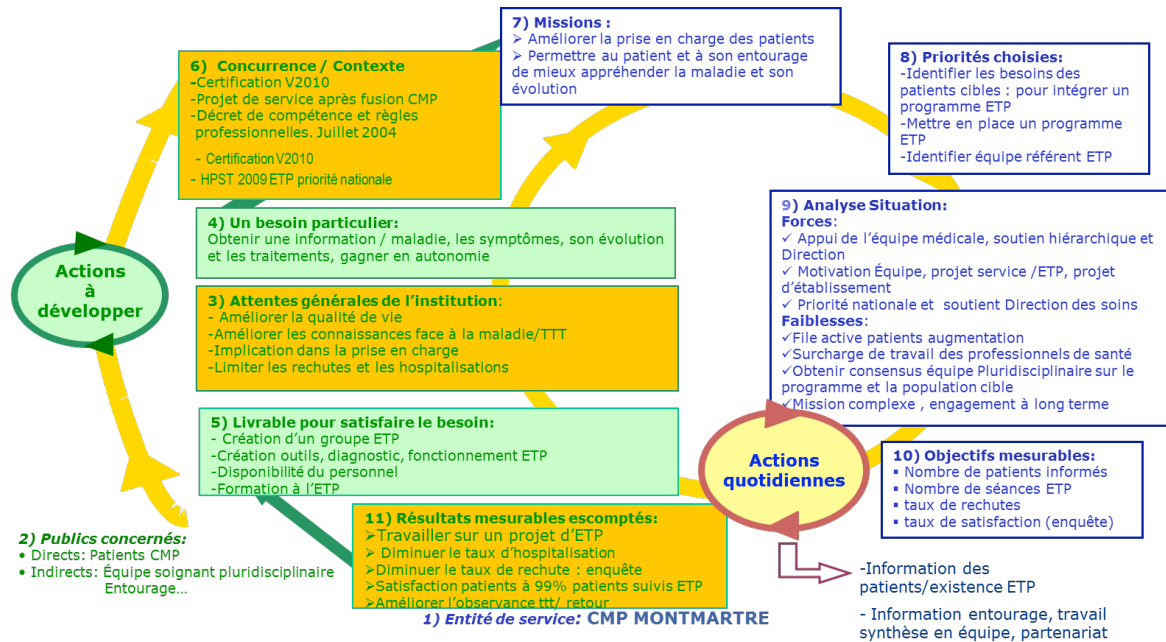 7) Missions :
➢ Améliorer la prise en charge des patients
➢ Permettre au patient et à son entourage
de mieux appréhender la maladie et son
évolution
6) Concurrence / Contexte
-Certification V2010
-Projet de service après fusion CMP
-Décret de compétence et règles
professionnelles. Juillet 2004
- Certification V2010
- HPST 2009 ETP priorité nationale
8) Priorités choisies:
-Identifier les besoins des
patients cibles : pour intégrer un
programme ETP
-Mettre en place un programme
ETP
-Identifier équipe référent ETP
4) Un besoin particulier:
Obtenir une information / maladie, les symptômes, son évolution
et les traitements, gagner en autonomie
Actions
à
développer
3) Attentes générales de l'institution:
- Améliorer la qualité de vie
-Améliorer les connaissances face à la maladie/TTT
-Implication dans la prise en charge
-Limiter les rechutes et les hospitalisations
9) Analyse Situation:
Forces:
✓ Appui de l'équipe médicale, soutien hiérarchique et
Direction
✓ Motivation Équipe, projet service /ETP, projet
d'établissement
✓ Priorité nationale et soutient Direction des soins
Faiblesses:
✓File active patients augmentation
✓Surcharge de travail des professionnels de santé
✓Obtenir consensus équipe Pluridisciplinaire sur le
programme et la population cible
✓Mission complexe , engagement à long terme
5) Livrable pour satisfaire le besoin:
- Création d'un groupe ETP
-Création outils, diagnostic, fonctionnement ETP
-Disponibilité du personnel
-Formation à l'ETP
Actions
quotidiennes
10) Objectifs mesurables:
▪ Nombre de patients informés
▪ Nombre de séances ETP
▪ taux de rechutes
▪ taux de satisfaction (enquête)
2) Publics concernés:
• Directs: Patients CMP
• Indirects: Équipe soignant pluridisciplinaire
Entourage…
11) Résultats mesurables escomptés:
➢Travailler sur un projet d'ETP
➢ Diminuer le taux d'hospitalisation
➢Diminuer le taux de rechute : enquête
➢Satisfaction patients à 99% patients suivis ETP
➢Améliorer l'observance ttt/ retour
1) Entité de service: CMP MONTMARTRE
-Information des
patients/existence ETP
- Information entourage, travail
synthèse en équipe, partenariat